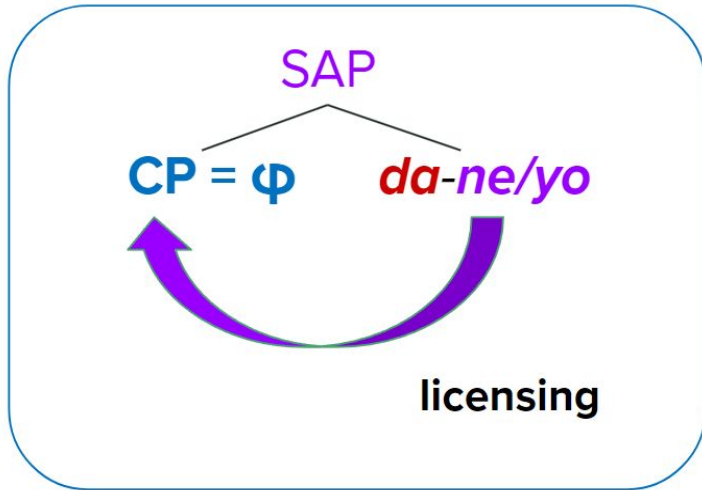 SAP
CP = φ da-ne/yo
licensing